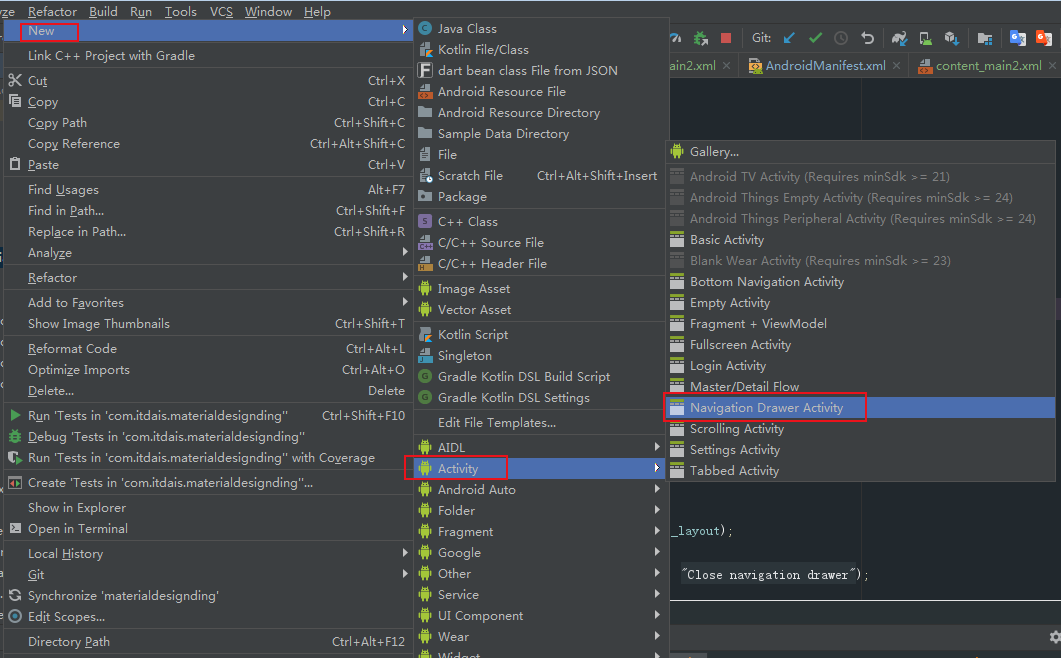 ze Refactor Build Run Tools VCS Window Help
New
Link C++ Project with Gradle
Cut Ctrl+X
Copy Ctrl+C
Copy Path Ctrl+Shift+C
Copy Reference Ctrl+Alt+Shift+C
Paste Ctrl+V
Find Usages Alt+F7
Find in Path... Ctrl+Shift+F
Replace in Path... Ctrl+Shift+R
Analyze
Refactor
Add to Favorites
Show Image Thumbnails Ctrl+Shift+T
Reformat Code Ctrl+Alt+L
Optimize Imports Ctrl+Alt+O
Delete... Delete
Run 'Tests in 'com.itdais.materialdesignding'' Ctrl+Shift+F10
Debug 'Tests in 'com.itdais.materialdesignding''
Run 'Tests in 'com.itdais.materialdesignding'' with Coverage
Create 'Tests in 'com.itdais.materialdesignding''...
Show in Explorer
Open in Terminal
Local History
Git
Synchronize 'materialdesignding'
Edit Scopes...
Directory Path Ctrl+Alt+F12
Java Class
Kotlin File/Class
dart bean class File from JSON
Android Resource File
Android Resource Directory
Sample Data Directory
File
Scratch File Ctrl+Alt+Shift+Insert
Package
C++ Class
C/C++ Source File
C/C++ Header File
Image Asset
Vector Asset
Kotlin Script
Singleton
Gradle Kotlin DSL Build Script
Gradle Kotlin DSL Settings
Edit File Templates...
AIDL
Activity
Android Auto
Folder
Fragment
Google
Other
Service
UI Component
Wear
Widget
Git:
ain2.xml AndroidManifest.xml content_main2.xml
Gallery...
Android TV Activity (Requires minSdk >= 21)
Android Things Empty Activity (Requires minSdk >= 24)
Android Things Peripheral Activity (Requires minSdk >= 24)
Basic Activity
Blank Wear Activity (Requires minSdk >= 23)
Bottom Navigation Activity
Empty Activity
Fragment + ViewModel
Fullscreen Activity
Login Activity
Master/Detail Flow
Navigation Drawer Activity
Scrolling Activity
Settings Activity
Tabbed Activity
_layout);
"Close navigation drawer");